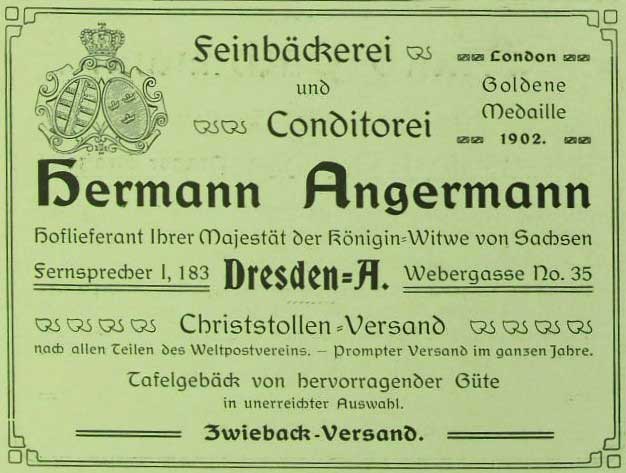 Feinbäckerei
und
Conditorei
London
Goldene
Medaille
1902.
Hermann Angermann
Hoflieferant Ihrer Majestät der Königin=Witwe von Sachsen
Fernsprecher I, 183 Dresden=A. Webergasse No. 35
Christstollen=Versand
nach allen Teilen des Weltpostvereins. – Prompter Versand im ganzen Jahre.
Tafelgebäck von hervorragender Güte
in unerreichter Auswahl.
Zwieback-Versand.